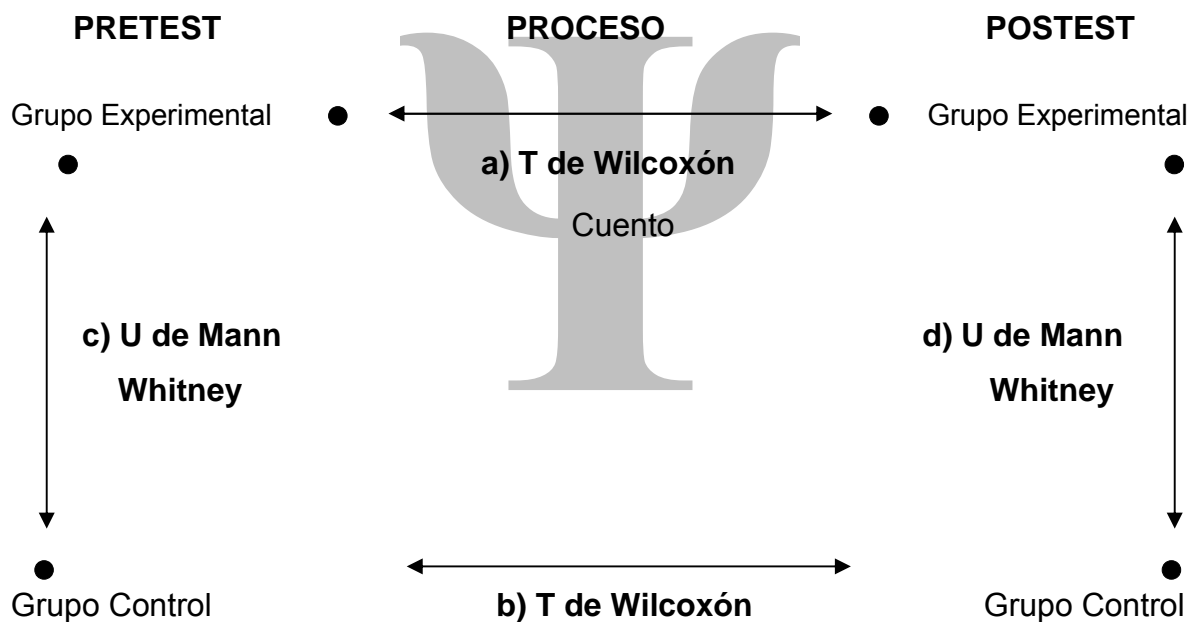 PRETEST PROCESO POSTEST
Grupo Experimental Grupo Experimental
a) T de Wilcoxón
Cuento
c) U de Mann
Whitney
d) U de Mann
Whitney
Grupo Control b) T de Wilcoxón Grupo Control